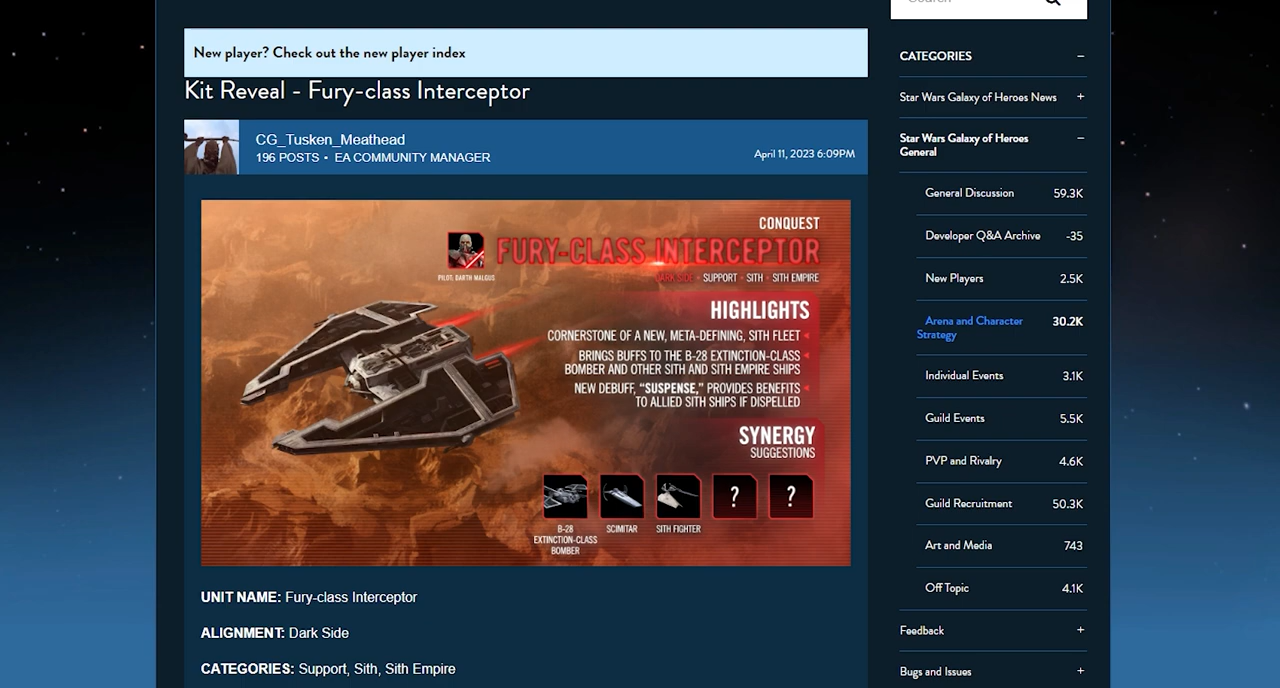 Search
New player? Check out the new player index
Kit Reveal - Fury-class Interceptor
CG_Tusken_Meathead
196 POSTS • EA COMMUNITY MANAGER
April 11, 2023 6:09PM
CONQUEST
FURY-CLASS INTERCEPTOR
PILOT: DARTH MALGUS
DARK SIDE • SUPPORT • SITH • SITH EMPIRE
HIGHLIGHTS
CORNERSTONE OF A NEW, META-DEFINING, SITH FLEET
BRINGS BUFFS TO THE B-28 EXTINCTION-CLASS
BOMBER AND OTHER SITH AND SITH EMPIRE SHIPS
NEW DEBUFF, “SUSPENSE,” PROVIDES BENEFITS
TO ALLIED SITH SHIPS IF DISPELLED
SYNERGY
SUGGESTIONS
? ?
B-28
EXTINCTION-CLASS
BOMBER
SCIMITAR
SITH FIGHTER
UNIT NAME: Fury-class Interceptor
ALIGNMENT: Dark Side
CATEGORIES: Support, Sith, Sith Empire
CATEGORIES −
Star Wars Galaxy of Heroes News +
Star Wars Galaxy of Heroes −
General
General Discussion 59.3K
Developer Q&A Archive -35
New Players 2.5K
Arena and Character 30.2K
Strategy
Individual Events 3.1K
Guild Events 5.5K
PVP and Rivalry 4.6K
Guild Recruitment 50.3K
Art and Media 743
Off Topic 4.1K
Feedback +
Bugs and Issues +